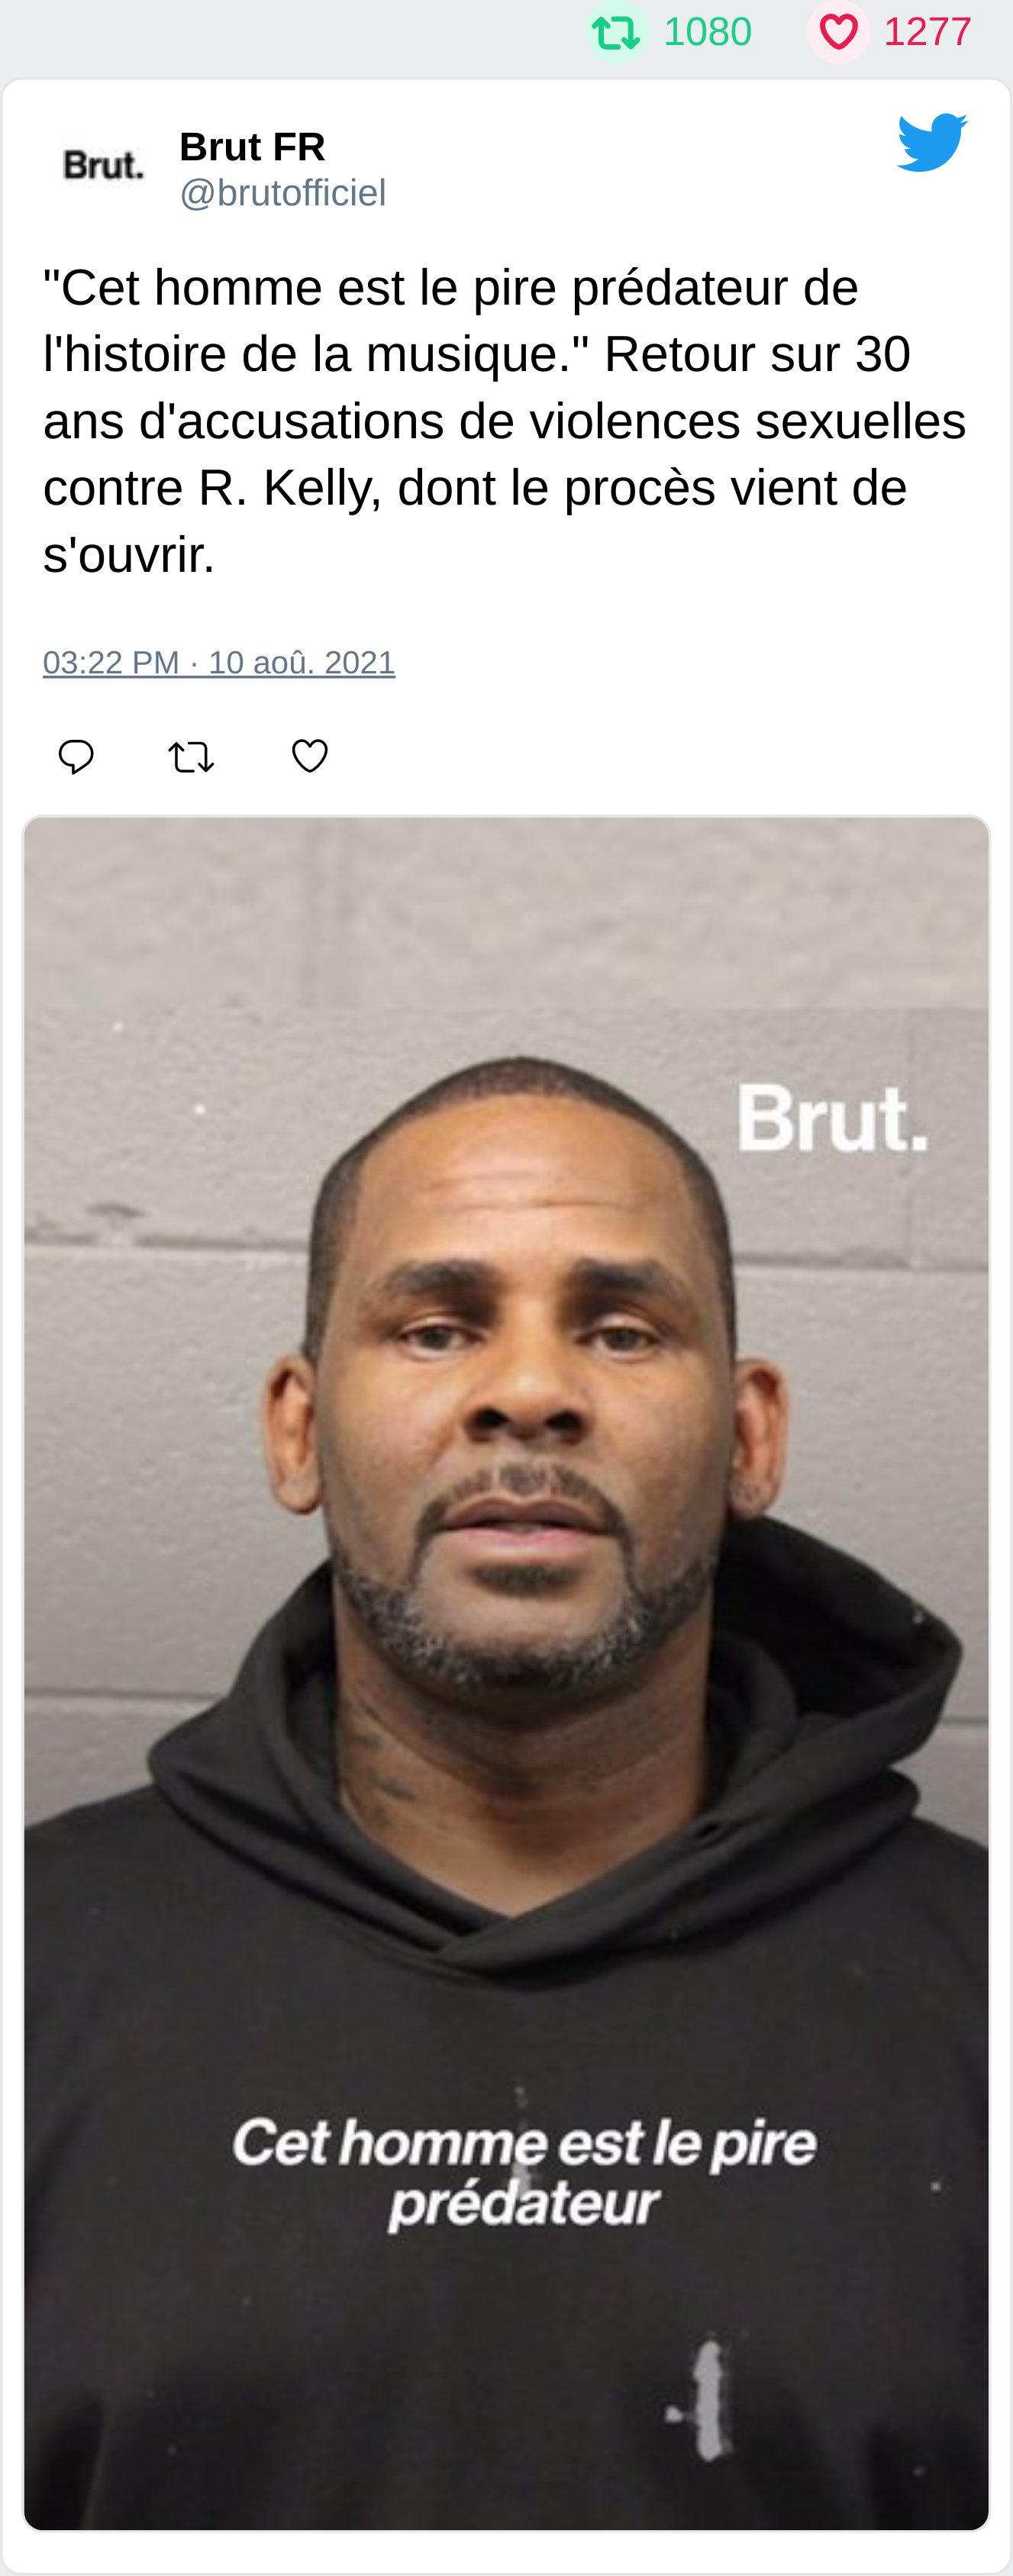 1080 1277
Brut. Brut FR
@brutofficiel
"Cet homme est le pire prédateur de
l'histoire de la musique." Retour sur 30
ans d'accusations de violences sexuelles
contre R. Kelly, dont le procès vient de
s'ouvrir.
03:22 PM · 10 aoû. 2021
Brut.
Cet homme est le pire
prédateur